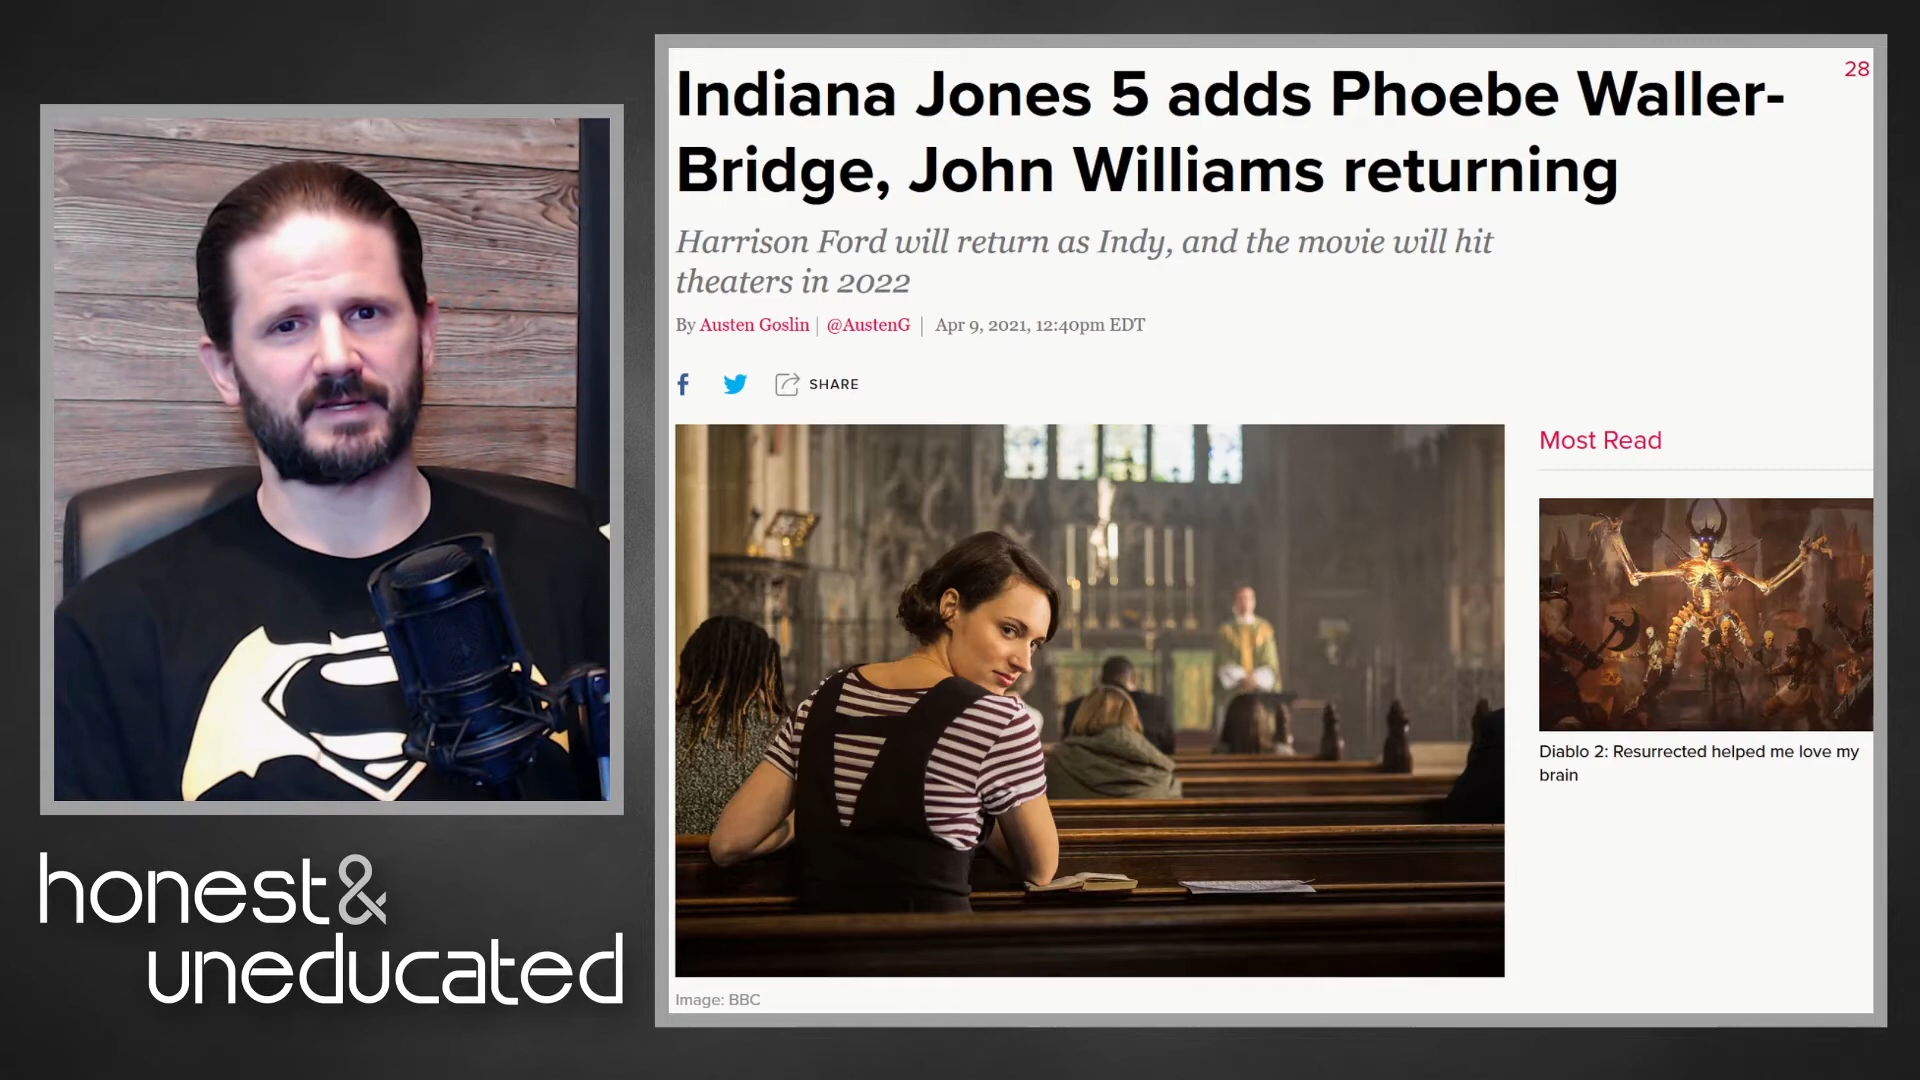 Indiana Jones 5 adds Phoebe Waller-
Bridge, John Williams returning
28
Harrison Ford will return as Indy, and the movie will hit
theaters in 2022
By Austen Goslin | @AustenG | Apr 9, 2021, 12:40pm EDT
SHARE
Most Read
Diablo 2: Resurrected helped me love my
brain
Image: BBC
honest&
uneducated